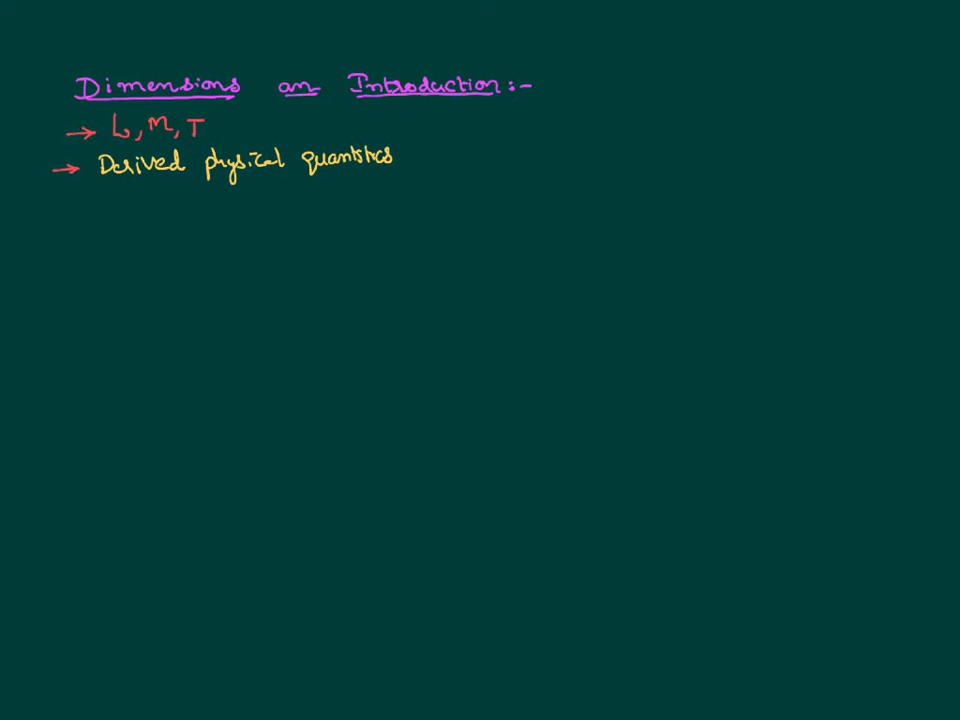 Dimensions an Introduction:-
→ L, M, T
→ Derived physical quantities